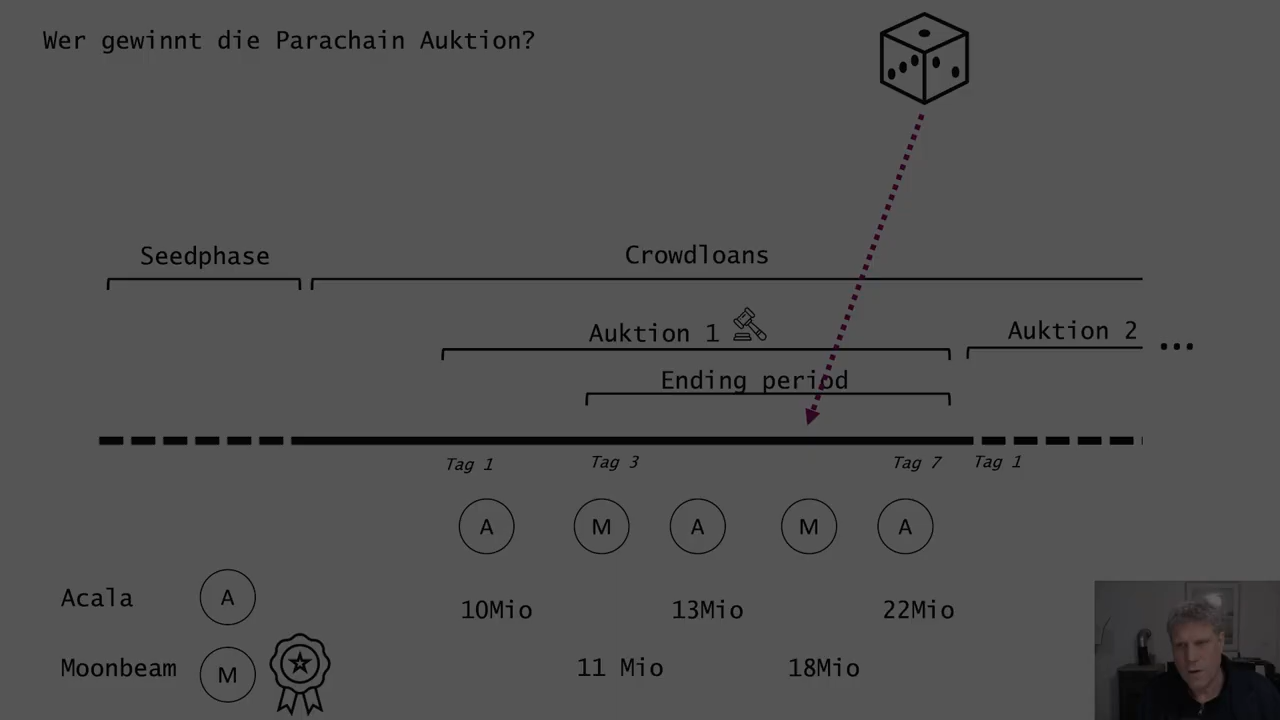 Wer gewinnt die Parachain Auktion?
Seedphase
Crowdloans
Auktion 1
Auktion 2
...
Ending period
Tag 1
Tag 3
Tag 7
Tag 1
A
M
A
M
A
Acala
A
10Mio
13Mio
22Mio
Moonbeam
M
11 Mio
18Mio